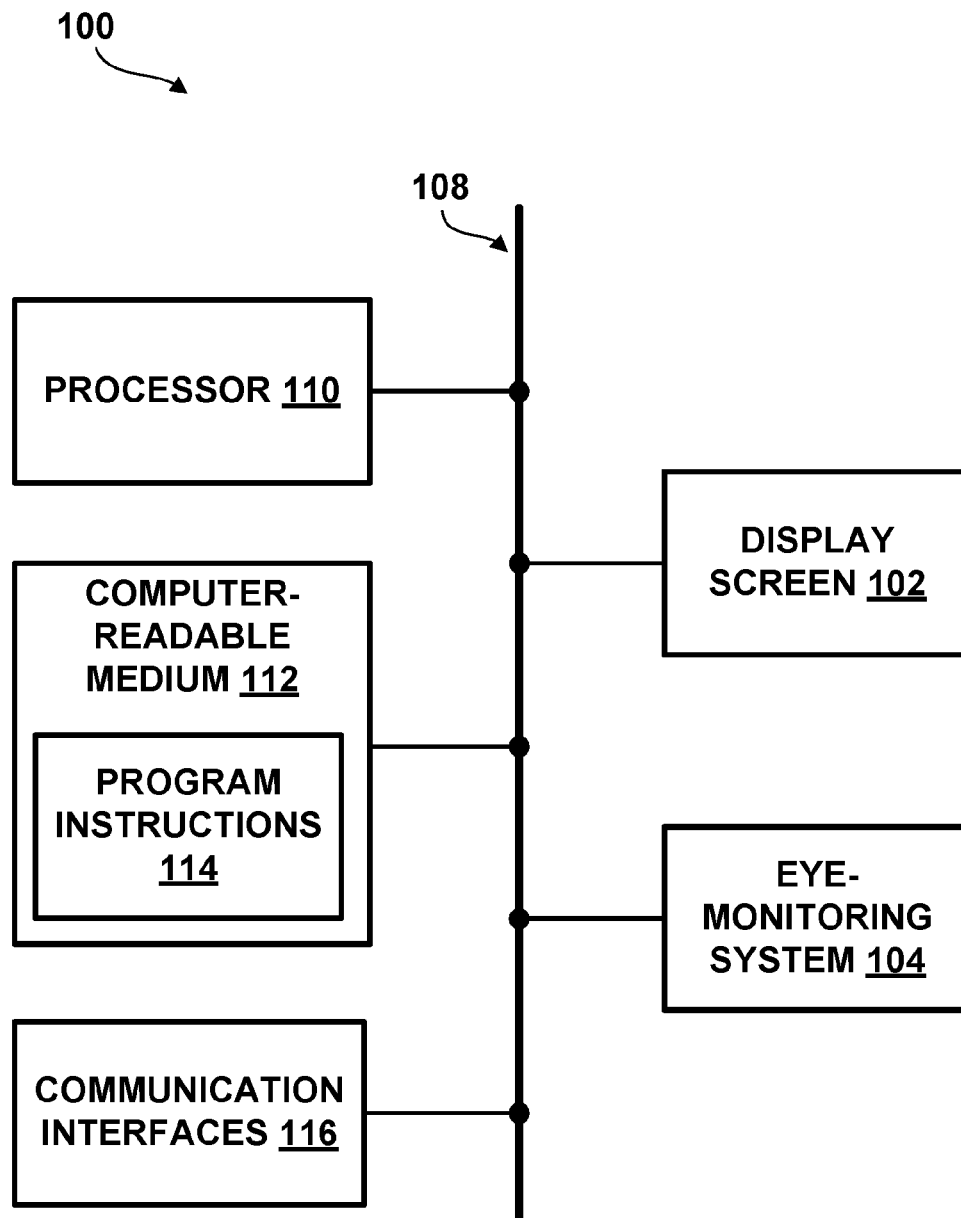 100
108
PROCESSOR 110
DISPLAY
SCREEN 102
COMPUTER-
READABLE
MEDIUM 112
PROGRAM
INSTRUCTIONS
114
EYE-
MONITORING
SYSTEM 104
COMMUNICATION
INTERFACES 116